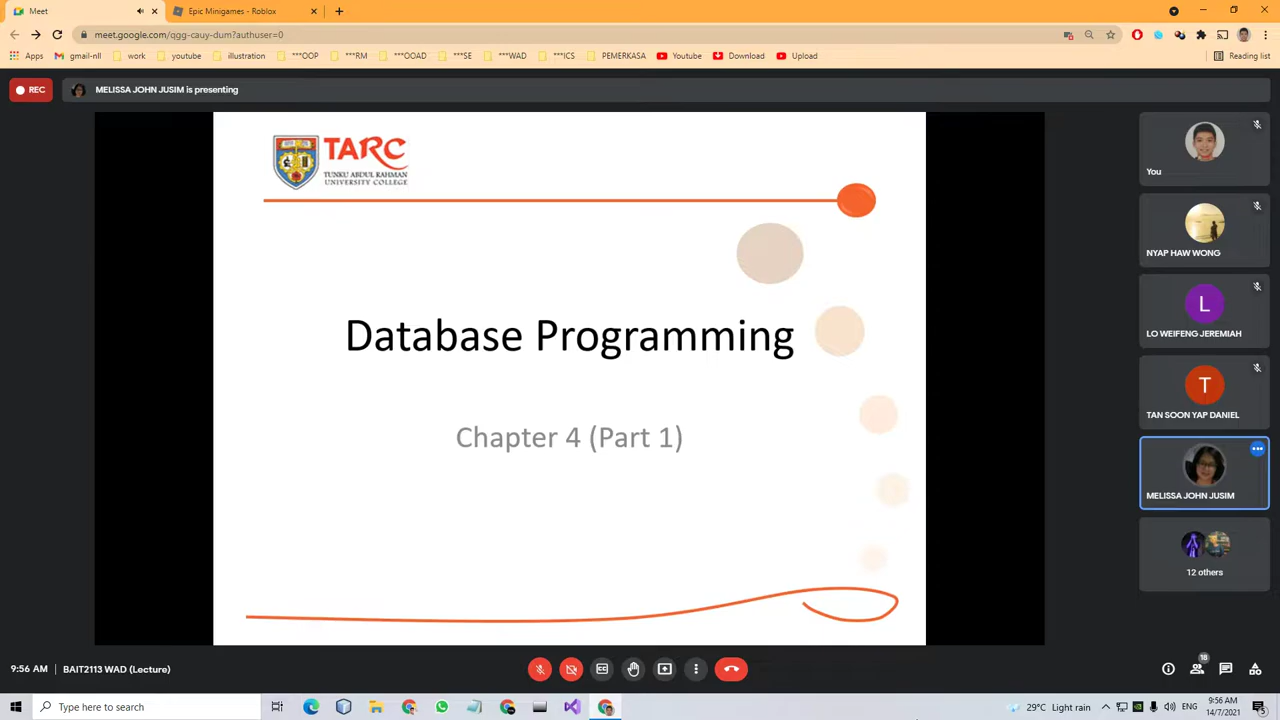 Meet
Epic Minigames - Roblox
meet.google.com/qgg-cauy-dum?authuser=0
Apps
gmail-nll
work
youtube
illustration
***OOP
***RM
***OOAD
***SE
***WAD
***ICS
PEMERKASA
Youtube
Download
Upload
Reading list
REC
MELISSA JOHN JUSIM is presenting
TARC
TUNKU ABDUL RAHMAN
UNIVERSITY COLLEGE
Database Programming
Chapter 4 (Part 1)
You
NYAP HAW WONG
L
LO WEIFENG JEREMIAH
T
TAN SOON YAP DANIEL
MELISSA JOHN JUSIM
12 others
9:56 AM
BAIT2113 WAD (Lecture)
18
Type here to search
29°C Light rain
ENG
9:56 AM
14/7/2021
5